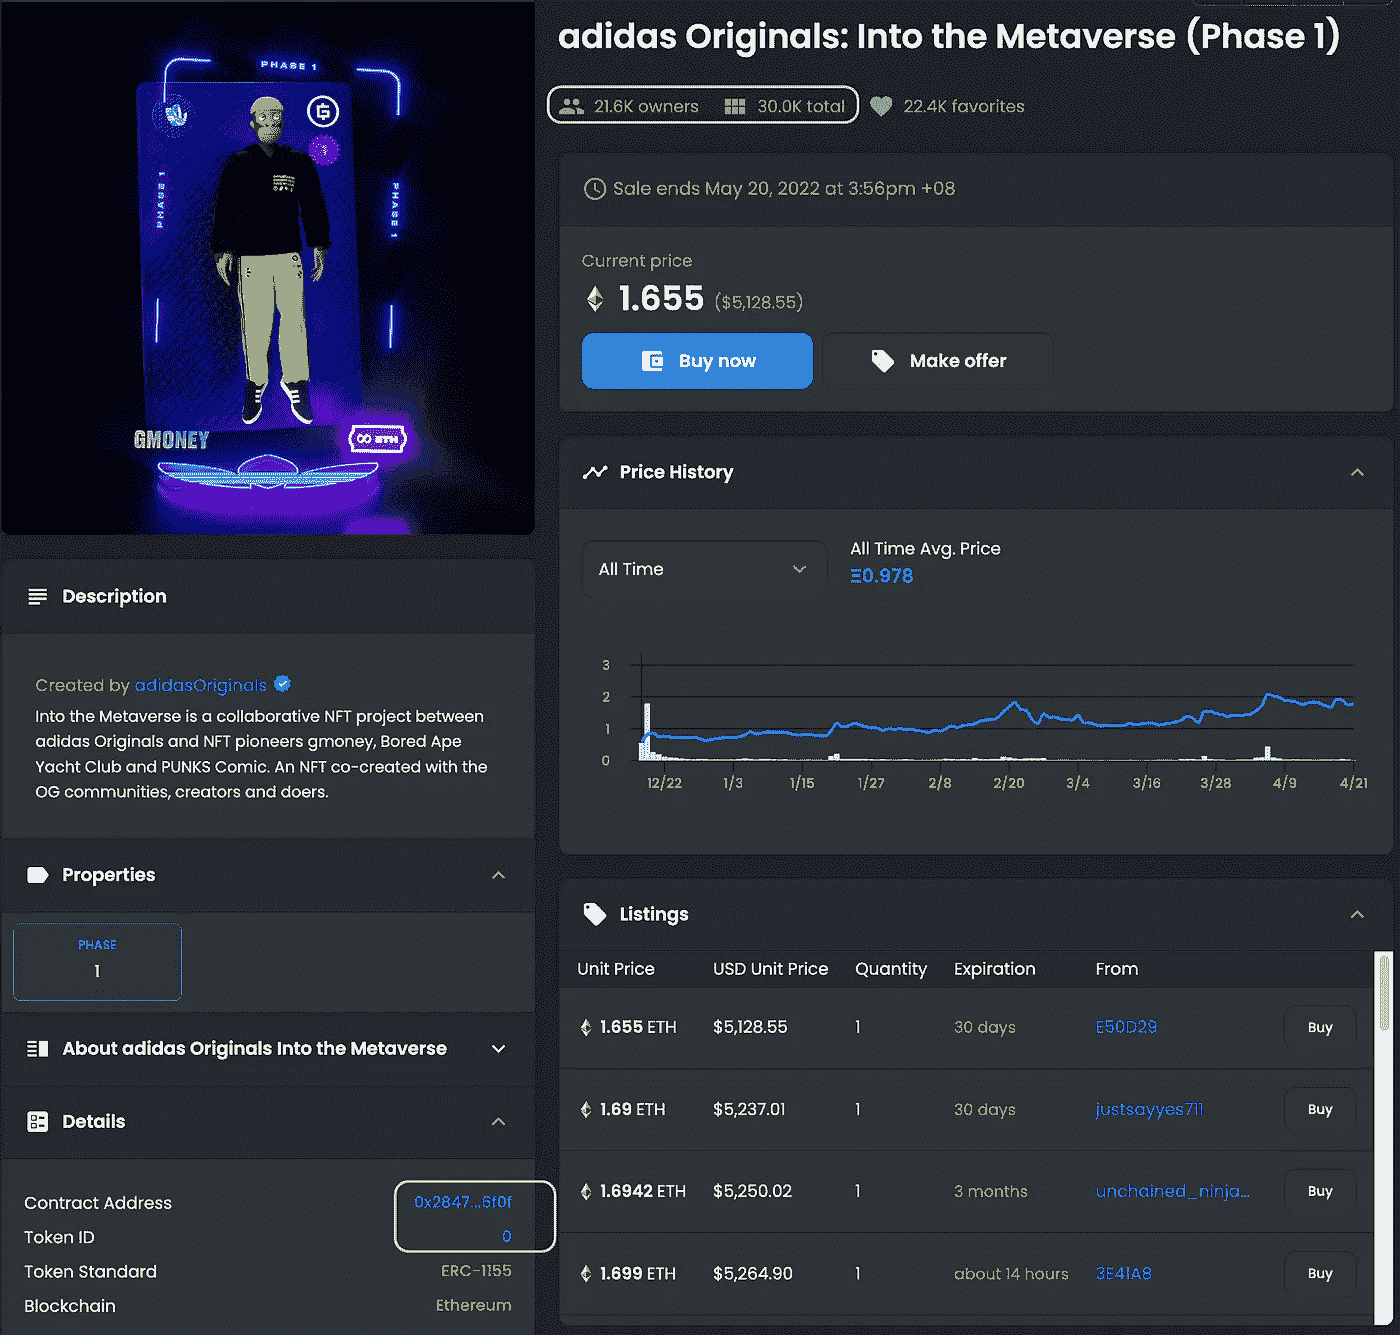 PHASE 1
PHASE 1
PHASE 1
GMONEY
ETH
Description
Created by adidasOriginals
Into the Metaverse is a collaborative NFT project between
adidas Originals and NFT pioneers gmoney, Bored Ape
Yacht Club and PUNKS Comic. An NFT co-created with the
OG communities, creators and doers.
Properties
PHASE
1
About adidas Originals Into the Metaverse
Details
Contract Address 0x2847...6f0f
Token ID 0
Token Standard ERC-1155
Blockchain Ethereum
adidas Originals: Into the Metaverse (Phase 1)
21.6K owners 30.0K total 22.4K favorites
Sale ends May 20, 2022 at 3:56pm +08
Current price
1.655 ($5,128.55)
Buy now Make offer
Price History
All Time
All Time Avg. Price
Ξ0.978
3
2
1
0
12/22 1/3 1/15 1/27 2/8 2/20 3/4 3/16 3/28 4/9 4/21
Listings
Unit Price USD Unit Price Quantity Expiration From
1.655 ETH $5,128.55 1 30 days E50D29 Buy
1.69 ETH $5,237.01 1 30 days justsayyes711 Buy
1.6942 ETH $5,250.02 1 3 months unchained_ninja... Buy
1.699 ETH $5,264.90 1 about 14 hours 3E41A8 Buy